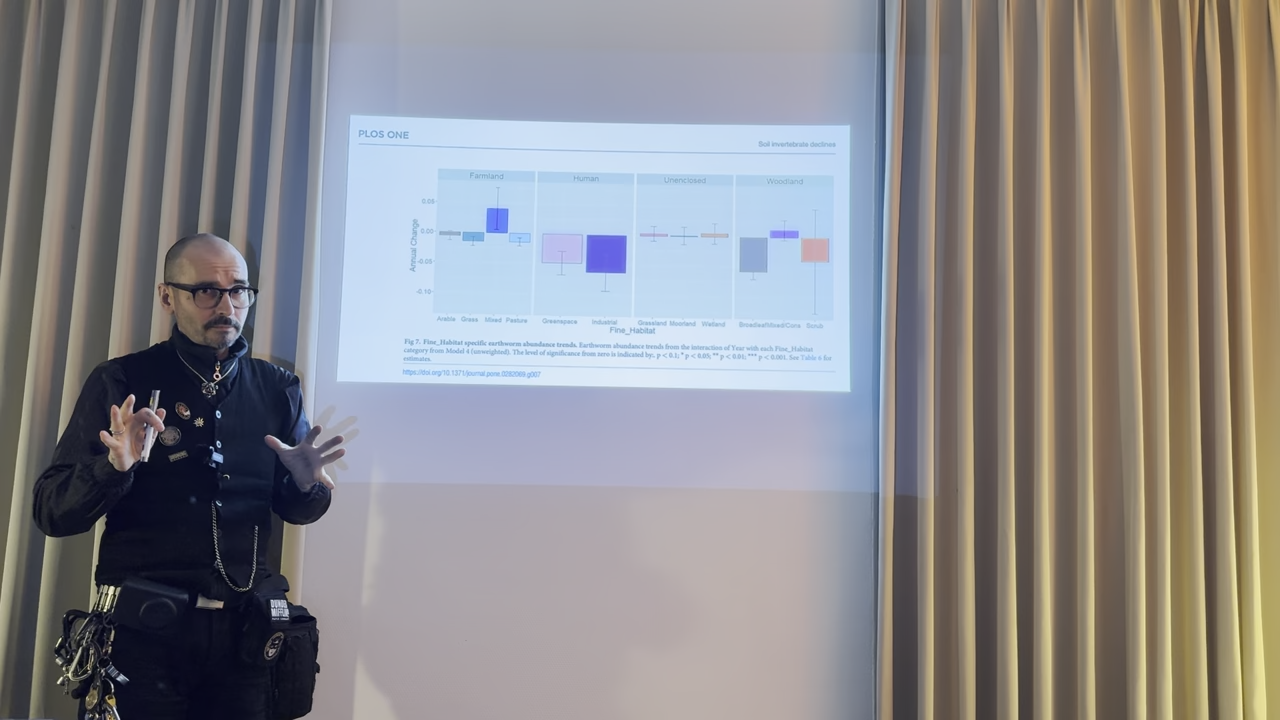 PLOS ONE
Soil invertebrate declines
Farmland Human Unenclosed Woodland
0.05
0.00
-0.05
-0.10
Annual Change
Arable Grass Mixed Pasture Greenspace Industrial Grassland Moorland Wetland Broadleaf Mixed/Coni Scrub
Fine_Habitat
Fig 7. Fine_Habitat specific earthworm abundance trends. Earthworm abundance trends from the interaction of Year with each Fine_Habitat
category from Model 4 (unweighted). The level of significance from zero is indicated by, p < 0.1; * p < 0.05; ** p < 0.01; *** p < 0.001. See Table 6 for
estimates.
https://doi.org/10.1371/journal.pone.0282069.g007